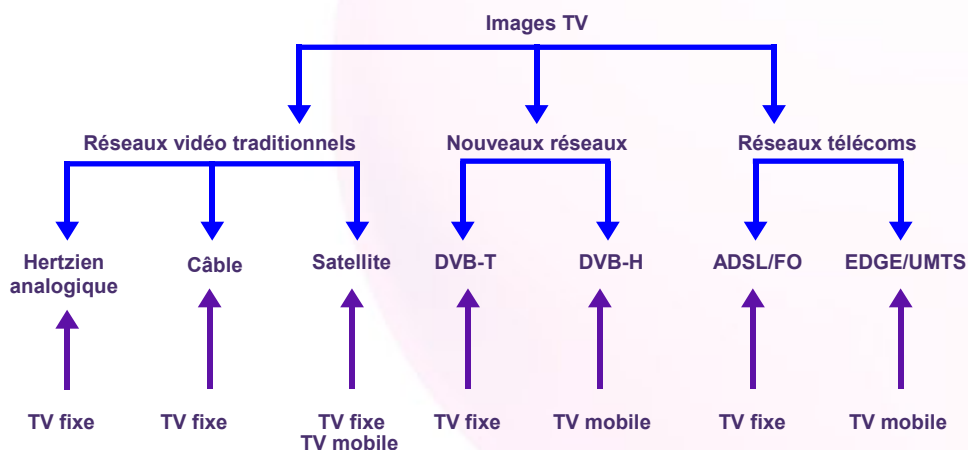 Images TV
Réseaux vidéo traditionnels
Nouveaux réseaux
Réseaux télécoms
Hertzien
analogique
Câble
Satellite
DVB-T
DVB-H
ADSL/FO
EDGE/UMTS
TV fixe
TV fixe
TV fixe
TV mobile
TV fixe
TV mobile
TV fixe
TV mobile